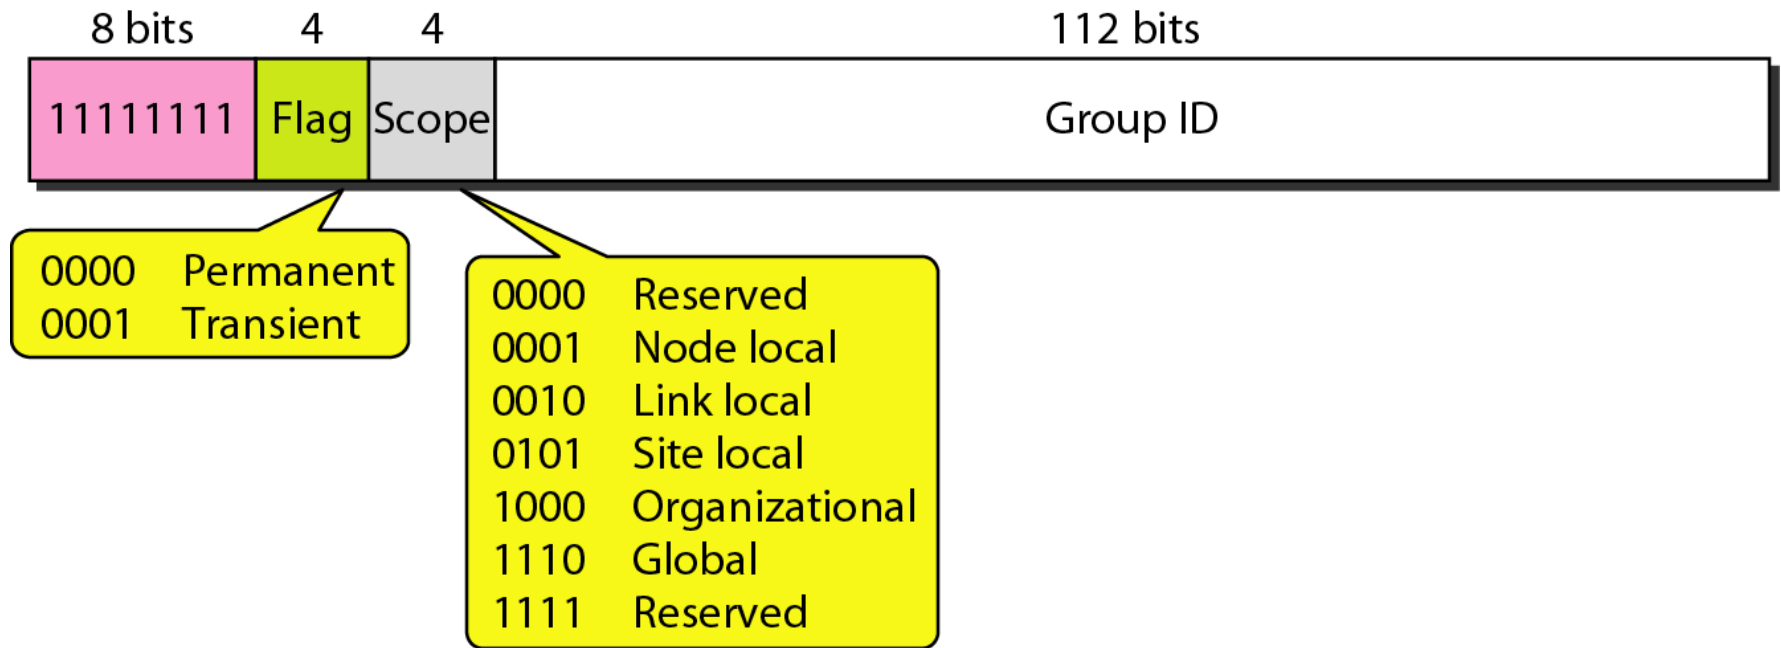 8 bits 4 4 112 bits
11111111 Flag Scope Group ID
0000 Permanent
0001 Transient
0000 Reserved
0001 Node local
0010 Link local
0101 Site local
1000 Organizational
1110 Global
1111 Reserved